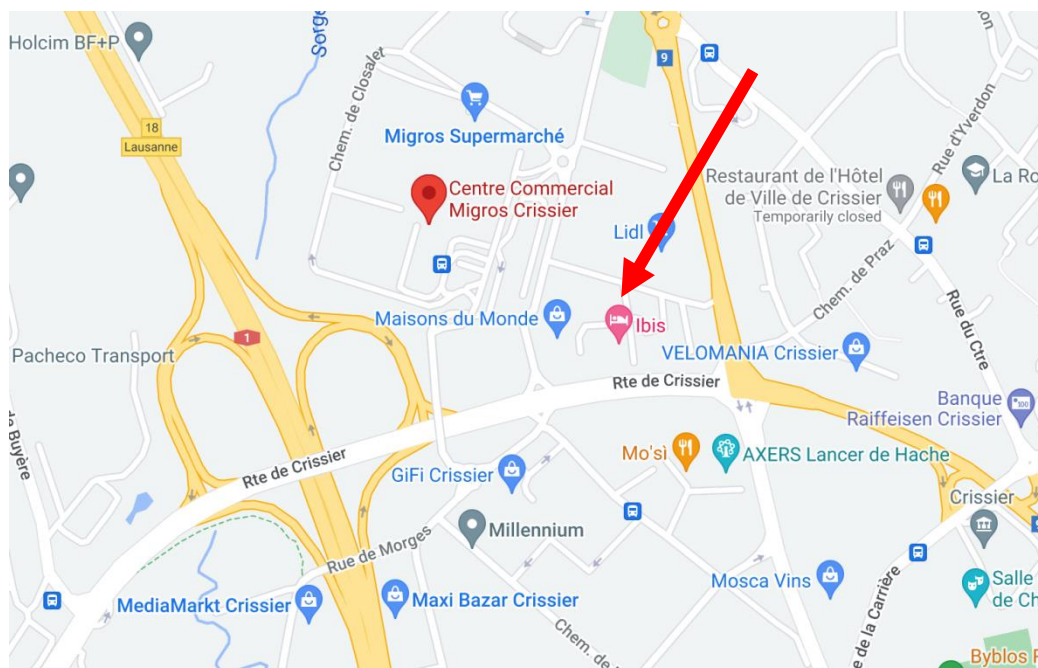 Holcim BF+P
Sorge
Chem. de Closalet
9
Rue d'Yverdon
18
Lausanne
Migros Supermarché
Restaurant de l'Hôtel
de Ville de Crissier
Temporarily closed
La Ro
Centre Commercial
Migros Crissier
Lidl
Chem. de Praz
Rue du Ctre
Maisons du Monde
Ibis
1
Pacheco Transport
VELOMANIA Crissier
Rte de Crissier
Banque
Raiffeisen Crissier
de Buyère
Rte de Crissier
Mo'sì
AXERS Lancer de Hache
GiFi Crissier
Crissier
Millennium
Rue de Morges
Mosca Vins
Salle
de Ch
MediaMarkt Crissier
Maxi Bazar Crissier
Chem. de
e de la Carrière
Byblos